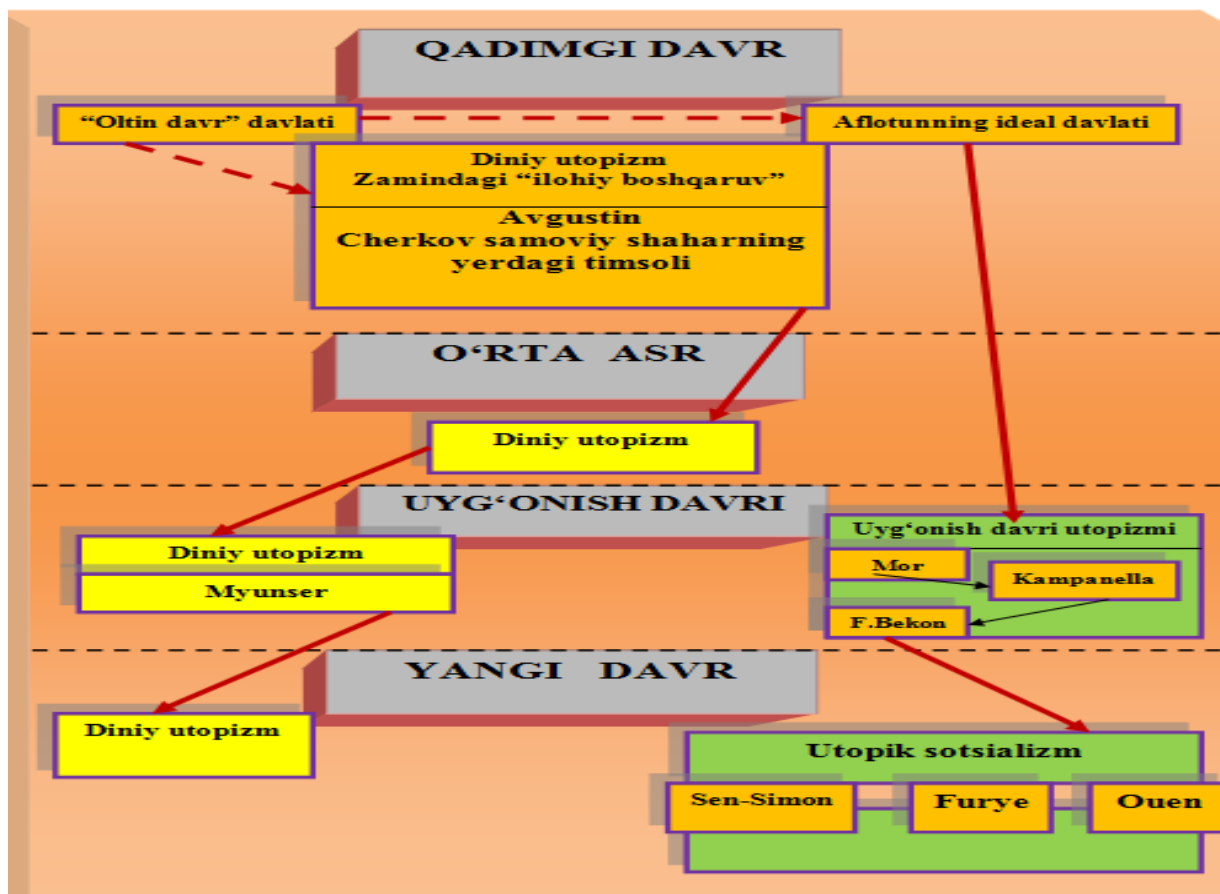 QADIMGI DAVR
“Oltin davr” davlati
Aflotunning ideal davlati
Diniy utopizm
Zamindagi “ilohiy boshqaruv”
Avgustin
Cherkov samoviy shaharning
yerdagi timsoli
O‘RTA ASR
Diniy utopizm
UYG‘ONISH DAVRI
Diniy utopizm
Myunser
Uyg‘onish davri utopizmi
Mor
Kampanella
F.Bekon
YANGI DAVR
Diniy utopizm
Utopik sotsializm
Sen-Simon
Furye
Ouen